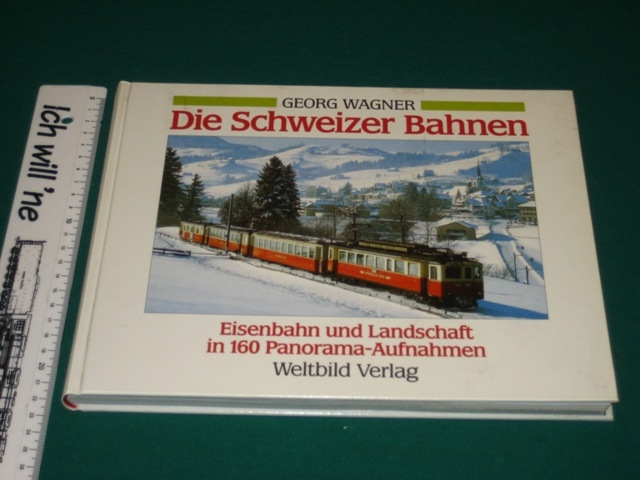 GEORG WAGNER
Die Schweizer Bahnen
Eisenbahn und Landschaft
in 160 Panorama-Aufnahmen
Weltbild Verlag
ich will 'ne